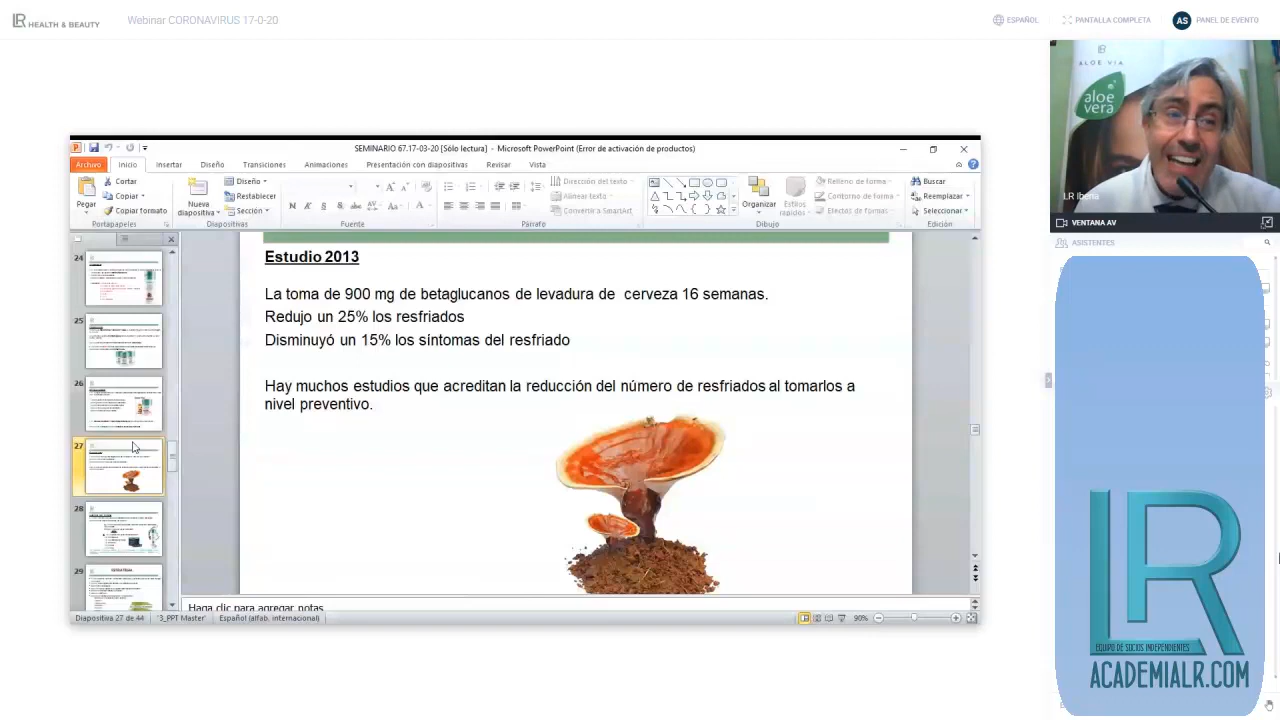 LR HEALTH & BEAUTY
Webinar CORONAVIRUS 17-0-20
ESPAÑOL
PANTALLA COMPLETA
AS
PANEL DE EVENTO
SEMINARIO 67.17-03-20 [Sólo lectura] - Microsoft PowerPoint (Error de activación de productos)
Archivo
Inicio
Insertar
Diseño
Transiciones
Animaciones
Presentación con diapositivas
Revisar
Vista
Pegar
Cortar
Copiar
Copiar formato
Portapapeles
Nueva
diapositiva
Diseño
Restablecer
Sección
Diapositivas
Fuente
Dirección del texto
Alinear texto
Convertir a SmartArt
Párrafo
Organizar
Estilos
rápidos
Relleno de forma
Contorno de forma
Efectos de formas
Dibujo
Buscar
Reemplazar
Seleccionar
Edición
24
25
26
27
28
29
Estudio 2013
La toma de 900 mg de betaglucanos de levadura de cerveza 16 semanas.
Redujo un 25% los resfriados
Disminuyó un 15% los síntomas del resfriado
Hay muchos estudios que acreditan la reducción del número de resfriados al tomarlos a
nivel preventivo.
Haga clic para agregar notas
Diapositiva 27 de 44
'3_PPT Master'
Español (alfab. internacional)
90%
ALOE VIA
aloe
vera
LR Iberia
VENTANA AV
ASISTENTES
LR
EQUIPO DE SOCIOS INDEPENDIENTES
ACADEMIALR.COM